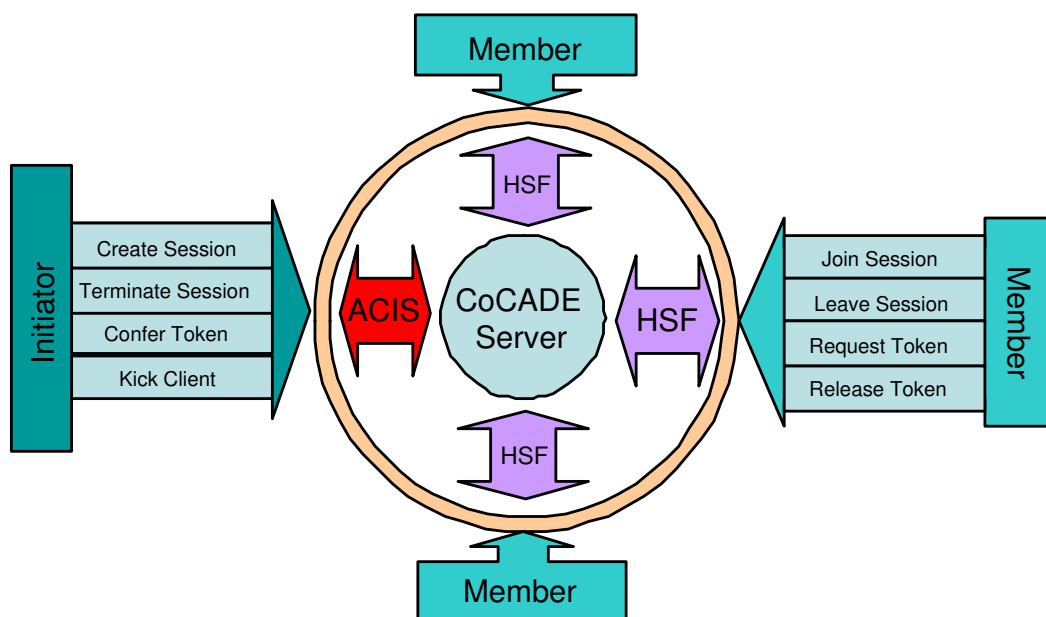 Member
HSF
Initiator
Create Session
Terminate Session
Confer Token
Kick Client
ACIS
CoCADE
Server
HSF
Join Session
Leave Session
Request Token
Release Token
Member
HSF
Member